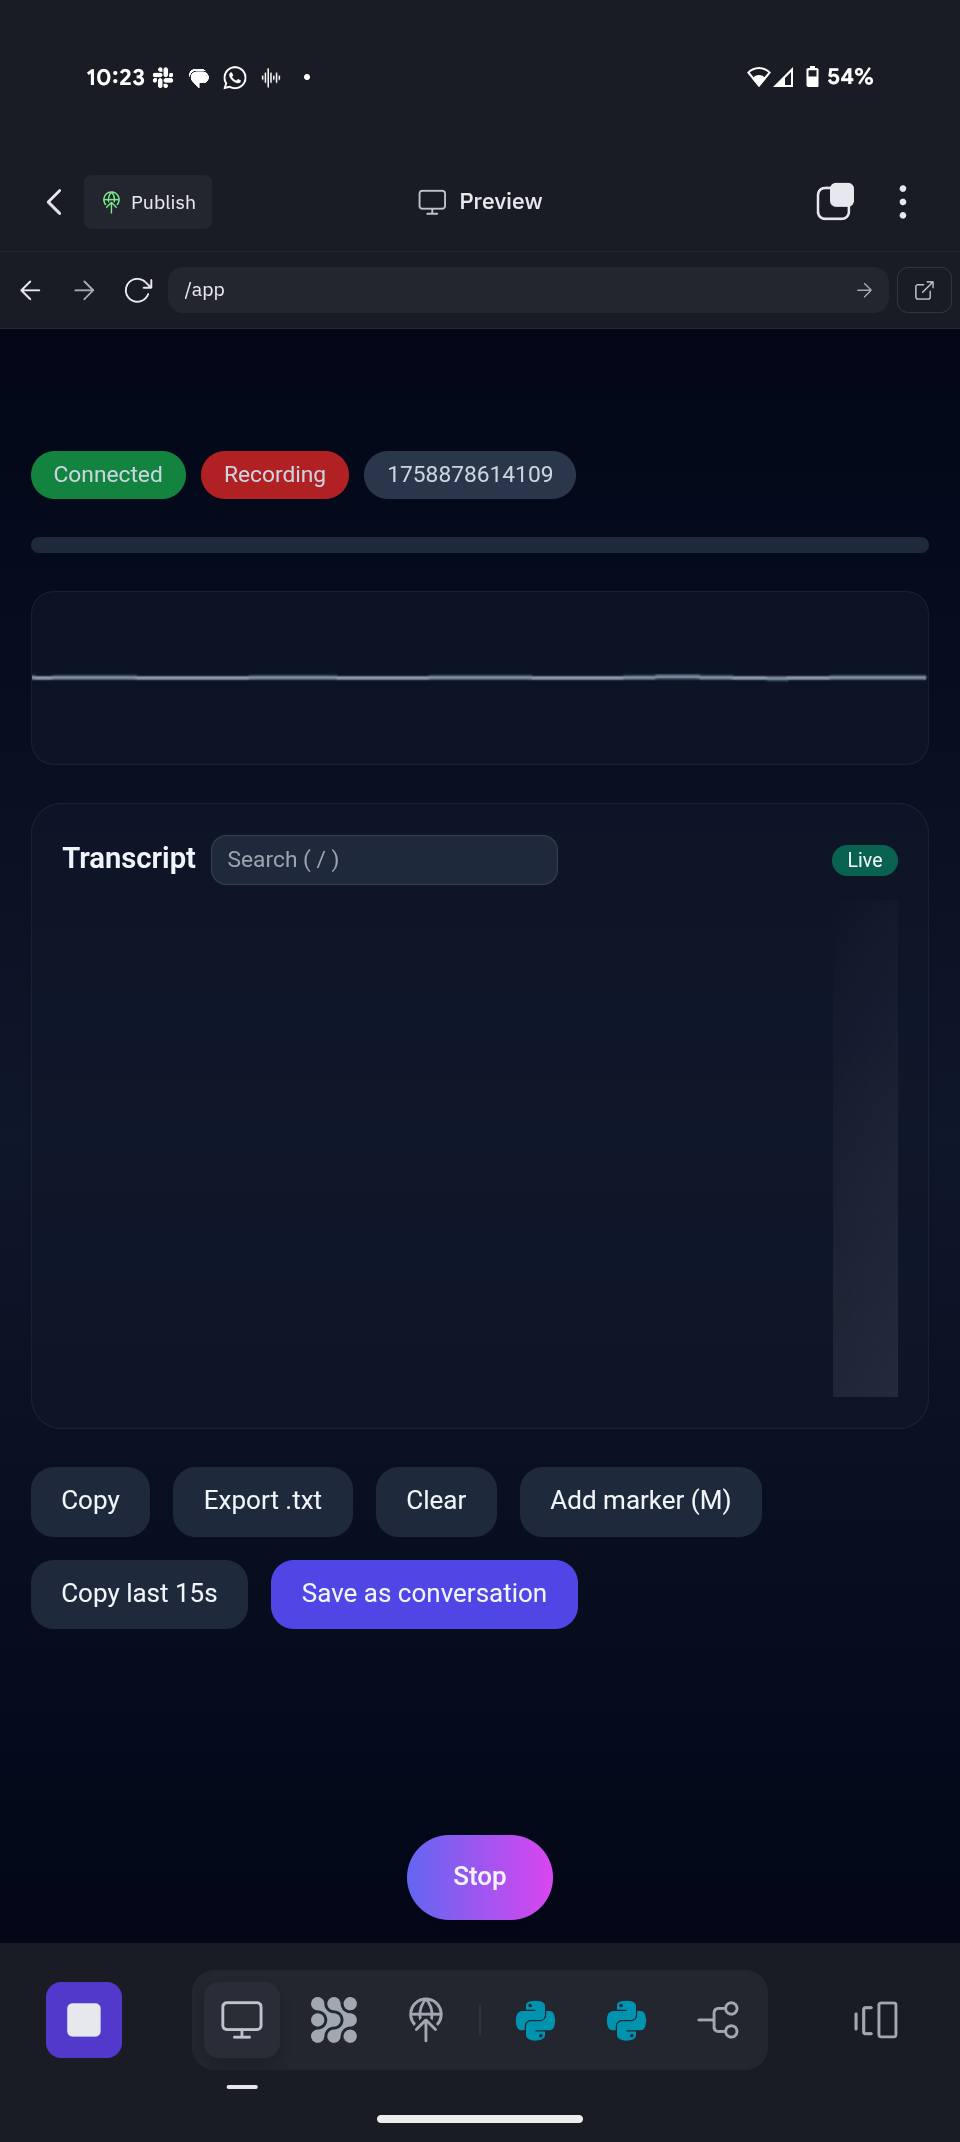 10:23 54%
Publish Preview
/app
Connected Recording 1758878614109
Transcript Search ( / ) Live
Copy Export .txt Clear Add marker (M)
Copy last 15s Save as conversation
Stop